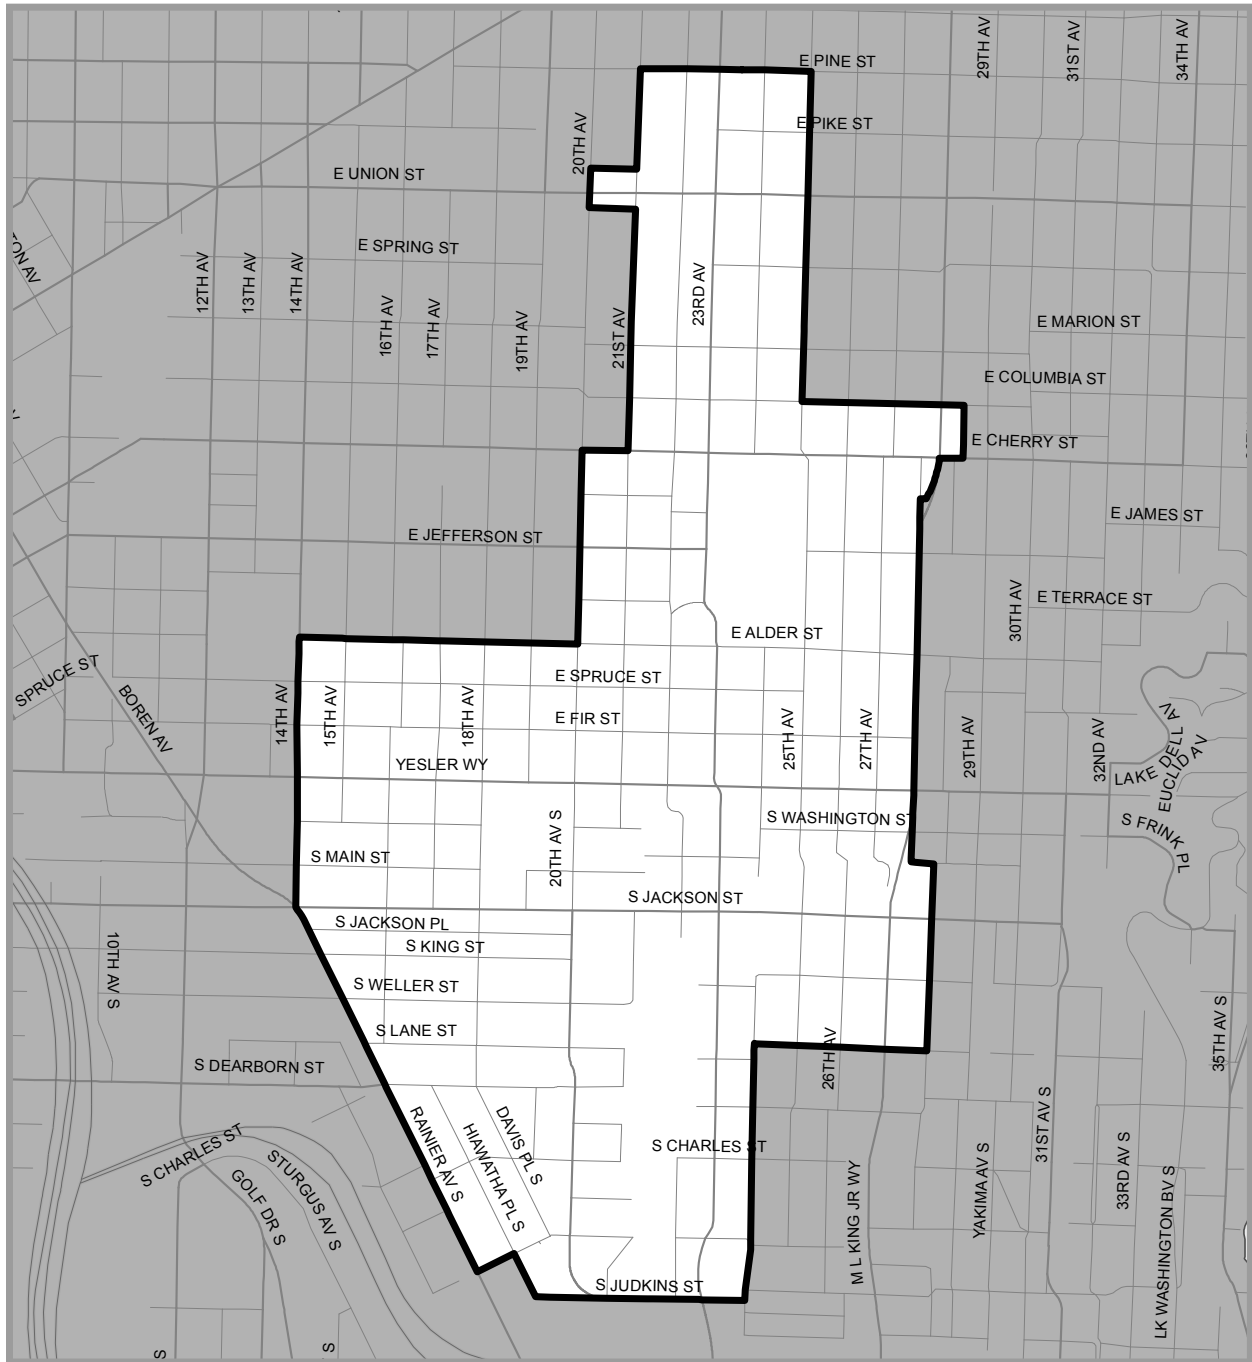 E PINE ST
29TH AV
31ST AV
34TH AV
E PIKE ST
20TH AV
E UNION ST
E SPRING ST
TON AV
12TH AV
13TH AV
14TH AV
16TH AV
17TH AV
19TH AV
21ST AV
23RD AV
E MARION ST
E COLUMBIA ST
E CHERRY ST
E JAMES ST
E JEFFERSON ST
30TH AV
E TERRACE ST
E ALDER ST
SPRUCE ST
BOREN AV
E SPRUCE ST
14TH AV
15TH AV
18TH AV
E FIR ST
25TH AV
27TH AV
29TH AV
32ND AV
LAKE DELL AV
EUCLID AV
YESLER WY
S WASHINGTON ST
S FRINK PL
20TH AV S
S MAIN ST
S JACKSON ST
S JACKSON PL
S KING ST
10TH AV S
S WELLER ST
S LANE ST
26TH AV
35TH AV S
S DEARBORN ST
RAINIER AV S
HIAWATHA PL S
DAVIS PL S
S CHARLES ST
S CHARLES ST
GOLF DR S
STURGUS AV S
M L KING JR WY
YAKIMA AV S
31ST AV S
33RD AV S
LK WASHINGTON BV S
S JUDKINS ST
S
S